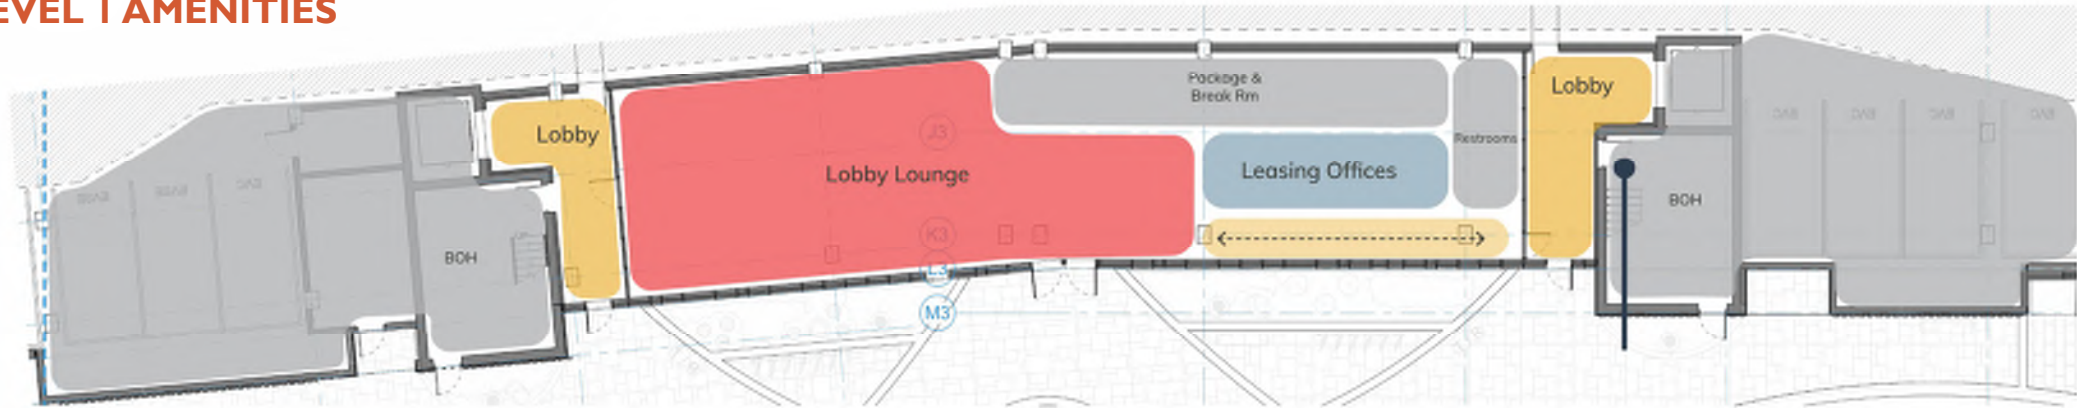 EVEL 1 AMENITIES
Lobby
Lobby Lounge
Package &
Break Rm
Restrooms
Leasing Offices
Lobby
BOH
BOH
J3
K3
L3
M3